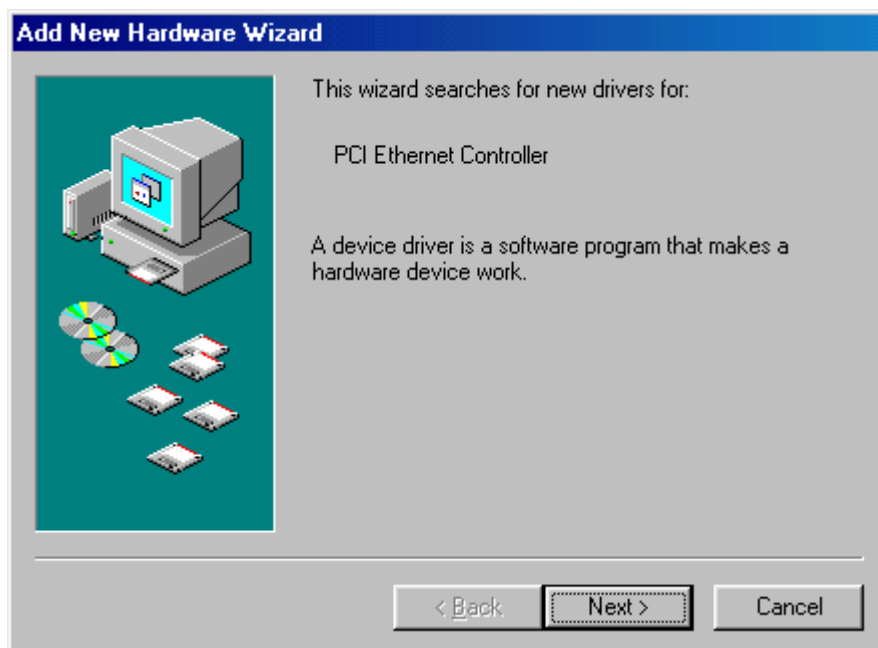 Add New Hardware Wizard
This wizard searches for new drivers for:
PCI Ethernet Controller
A device driver is a software program that makes a
hardware device work.
< Back
Next >
Cancel